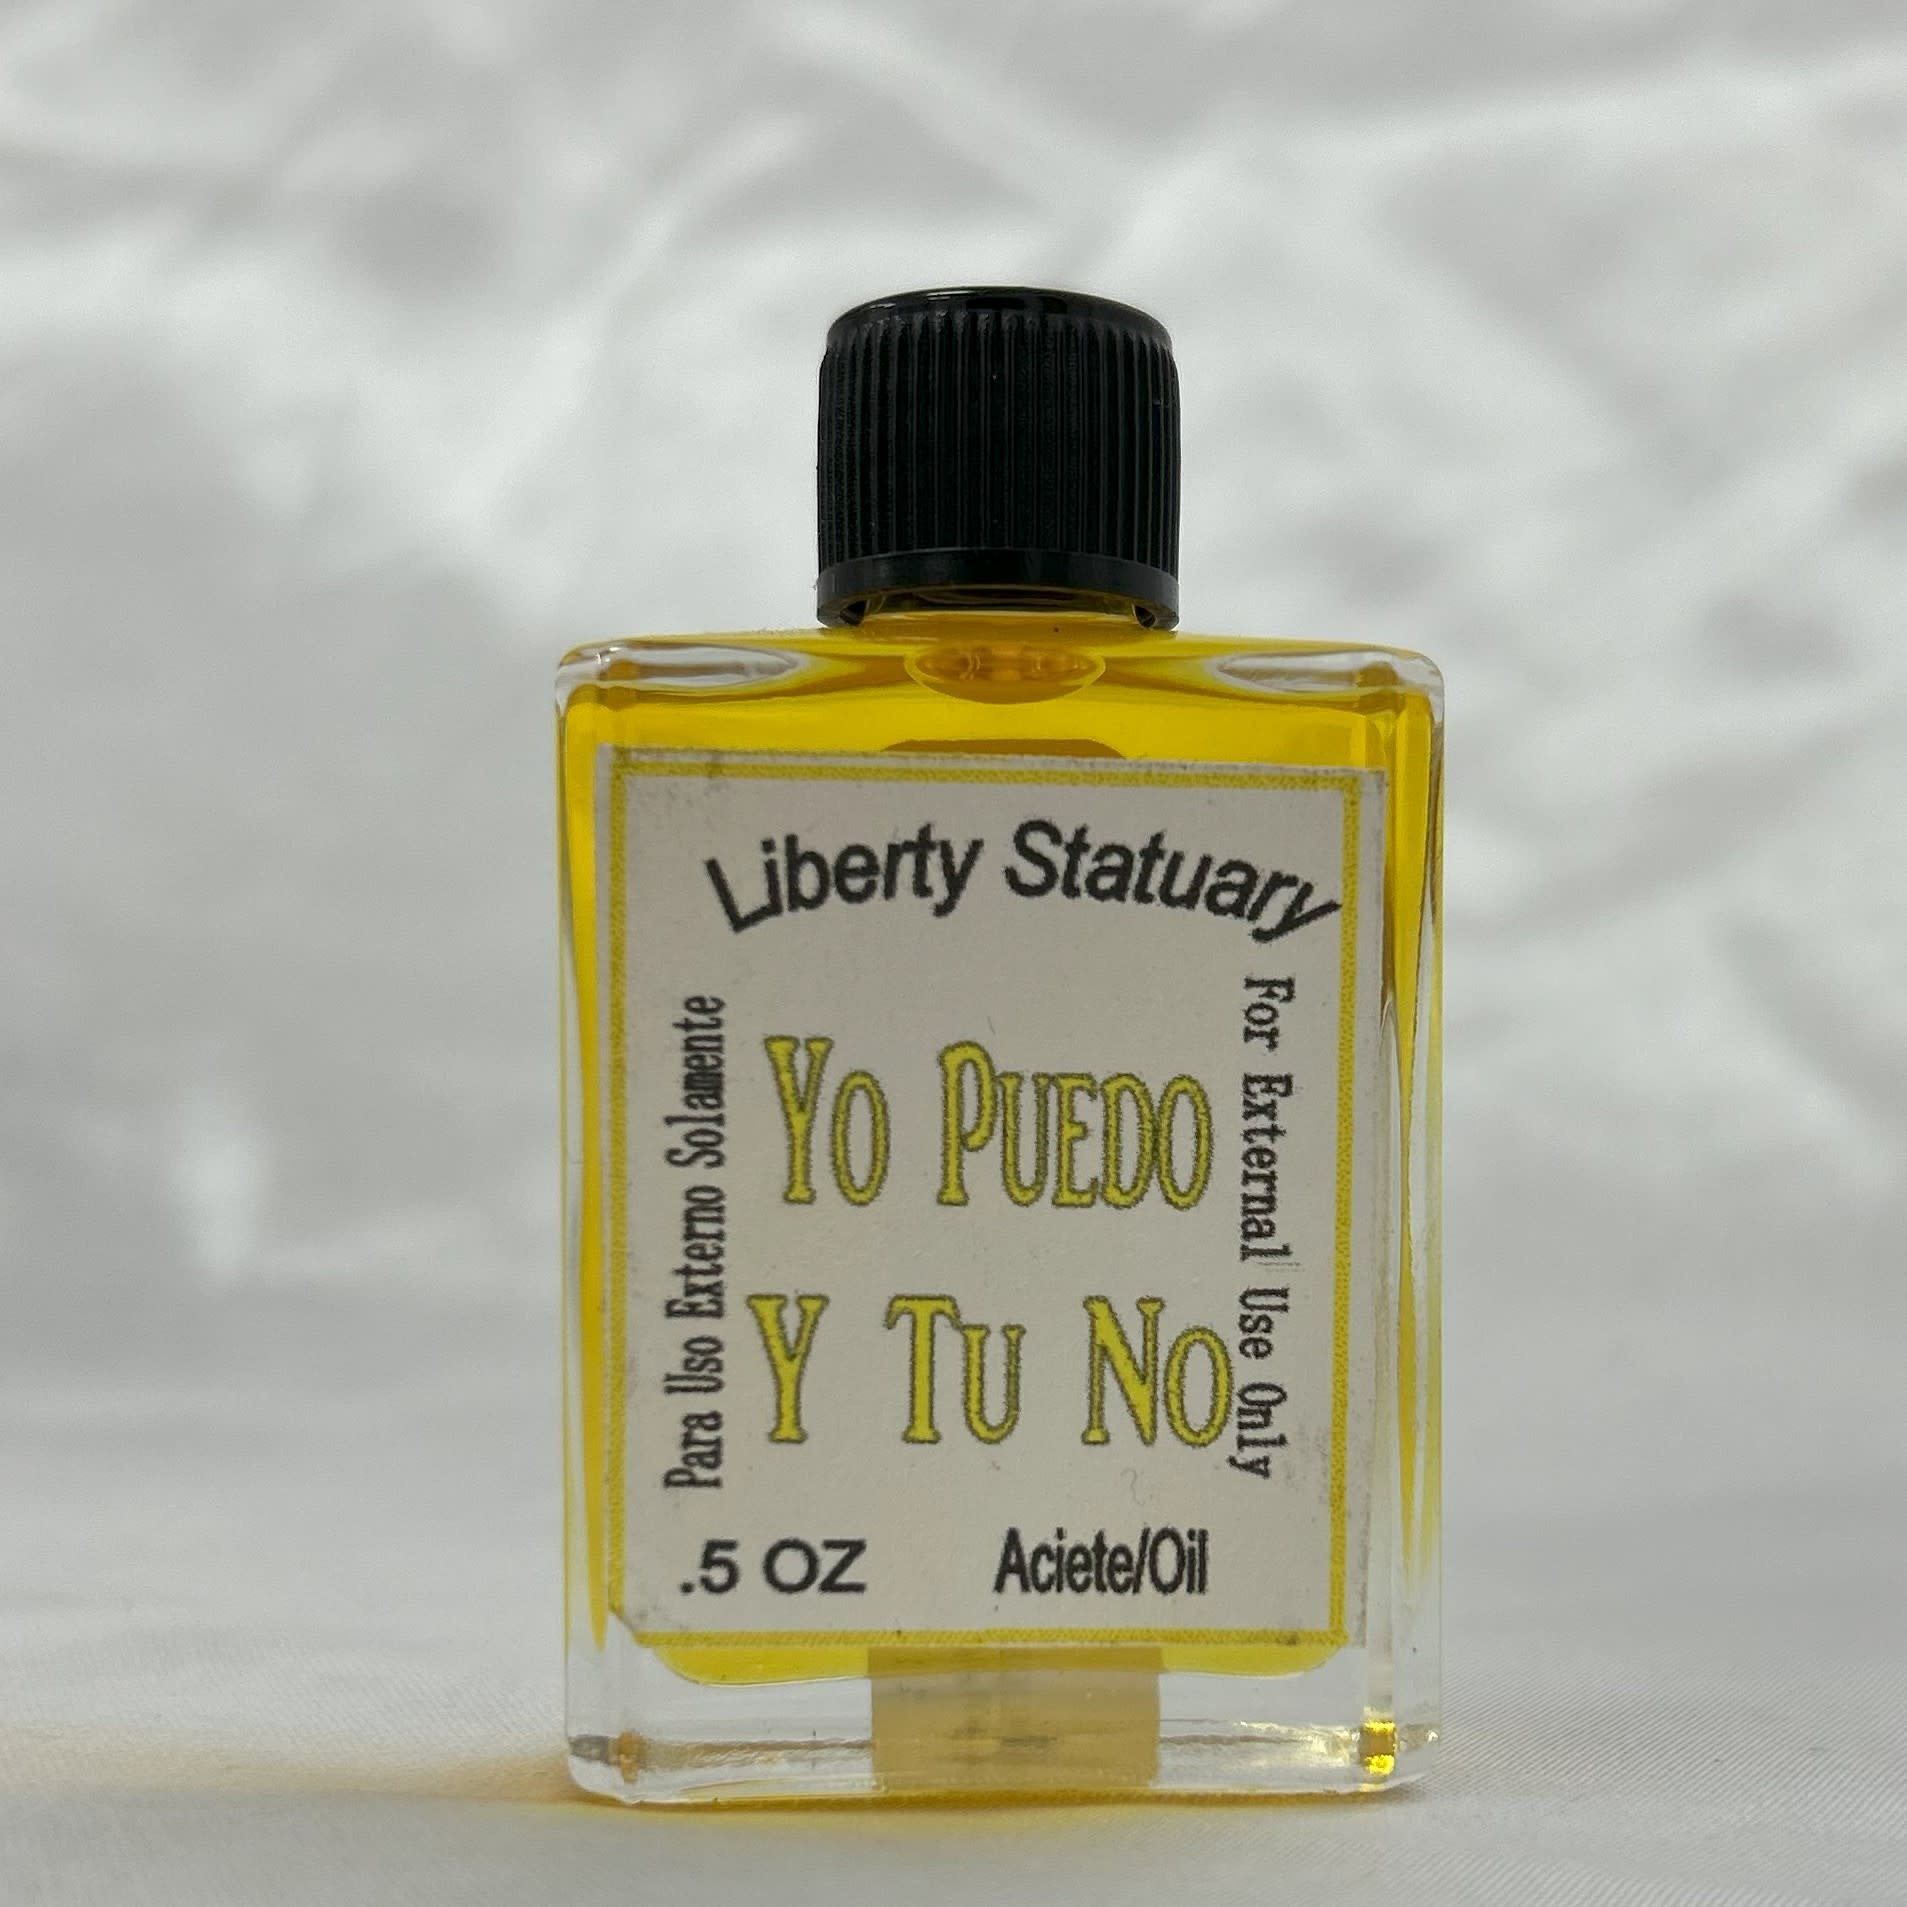 Liberty Statuary
Para Uso Externo Solamente
Yo Puedo
Y Tu No
For External Use Only
.5 OZ
Aciete/Oil